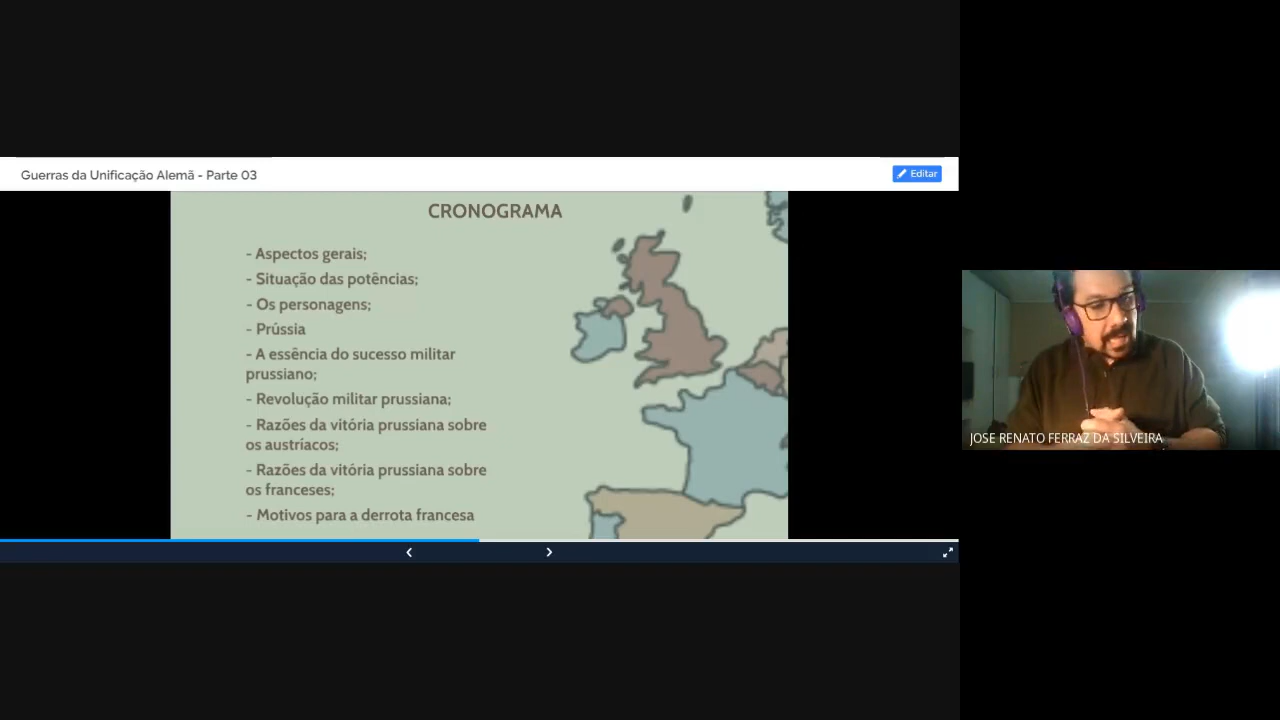 Guerras da Unificação Alemã - Parte 03
Editar
CRONOGRAMA
- Aspectos gerais;
- Situação das potências;
- Os personagens;
- Prússia
- A essência do sucesso militar
prussiano;
- Revolução militar prussiana;
- Razões da vitória prussiana sobre
os austríacos;
- Razões da vitória prussiana sobre
os franceses;
- Motivos para a derrota francesa
JOSE RENATO FERRAZ DA SILVEIRA